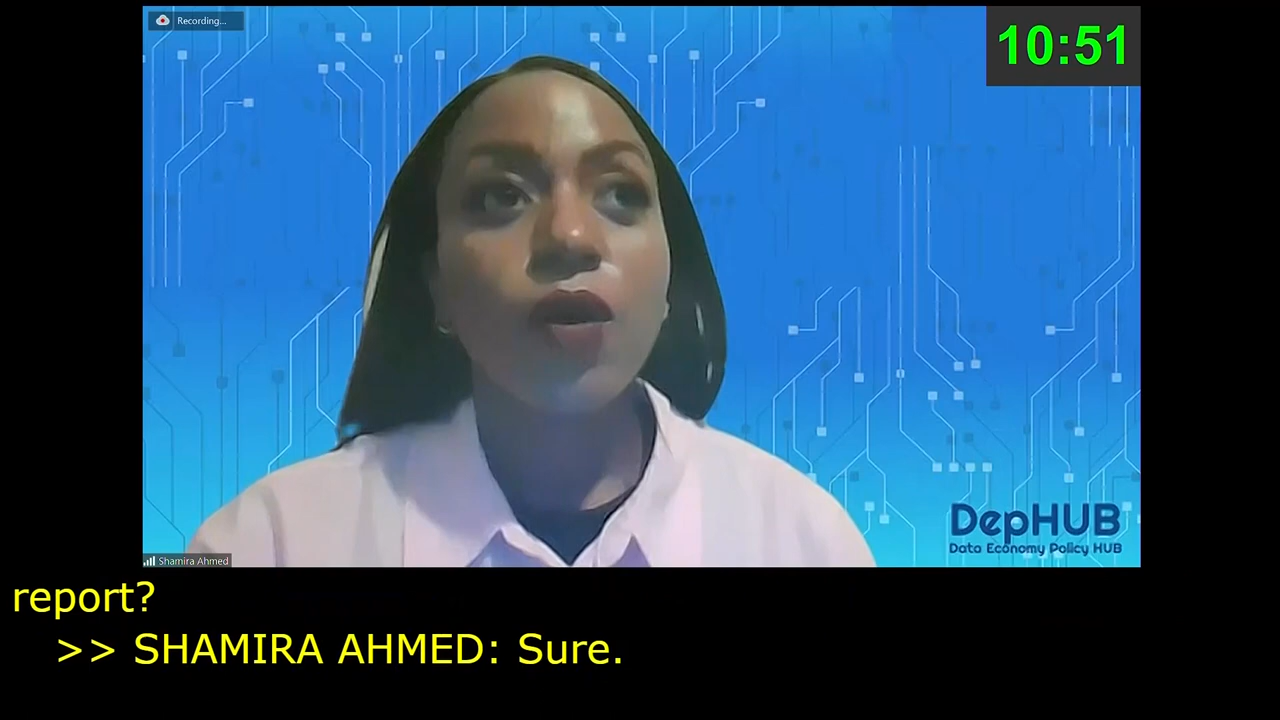 Recording...
10:51
DepHUB
Data Economy Policy HUB
Shamira Ahmed
report?
>> SHAMIRA AHMED: Sure.